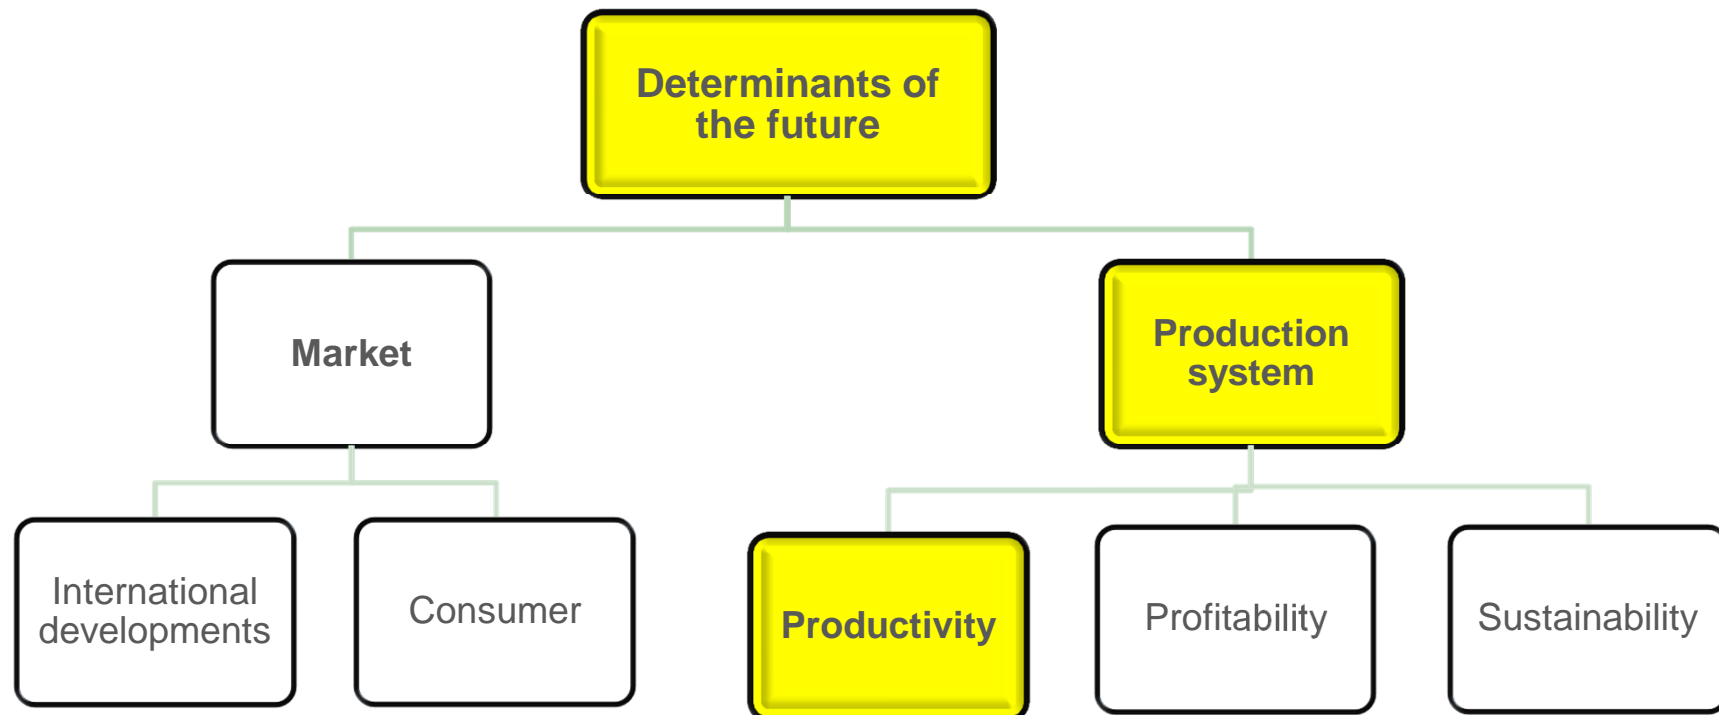 Determinants of
the future
Market
Production
system
International
developments
Consumer
Productivity
Profitability
Sustainability